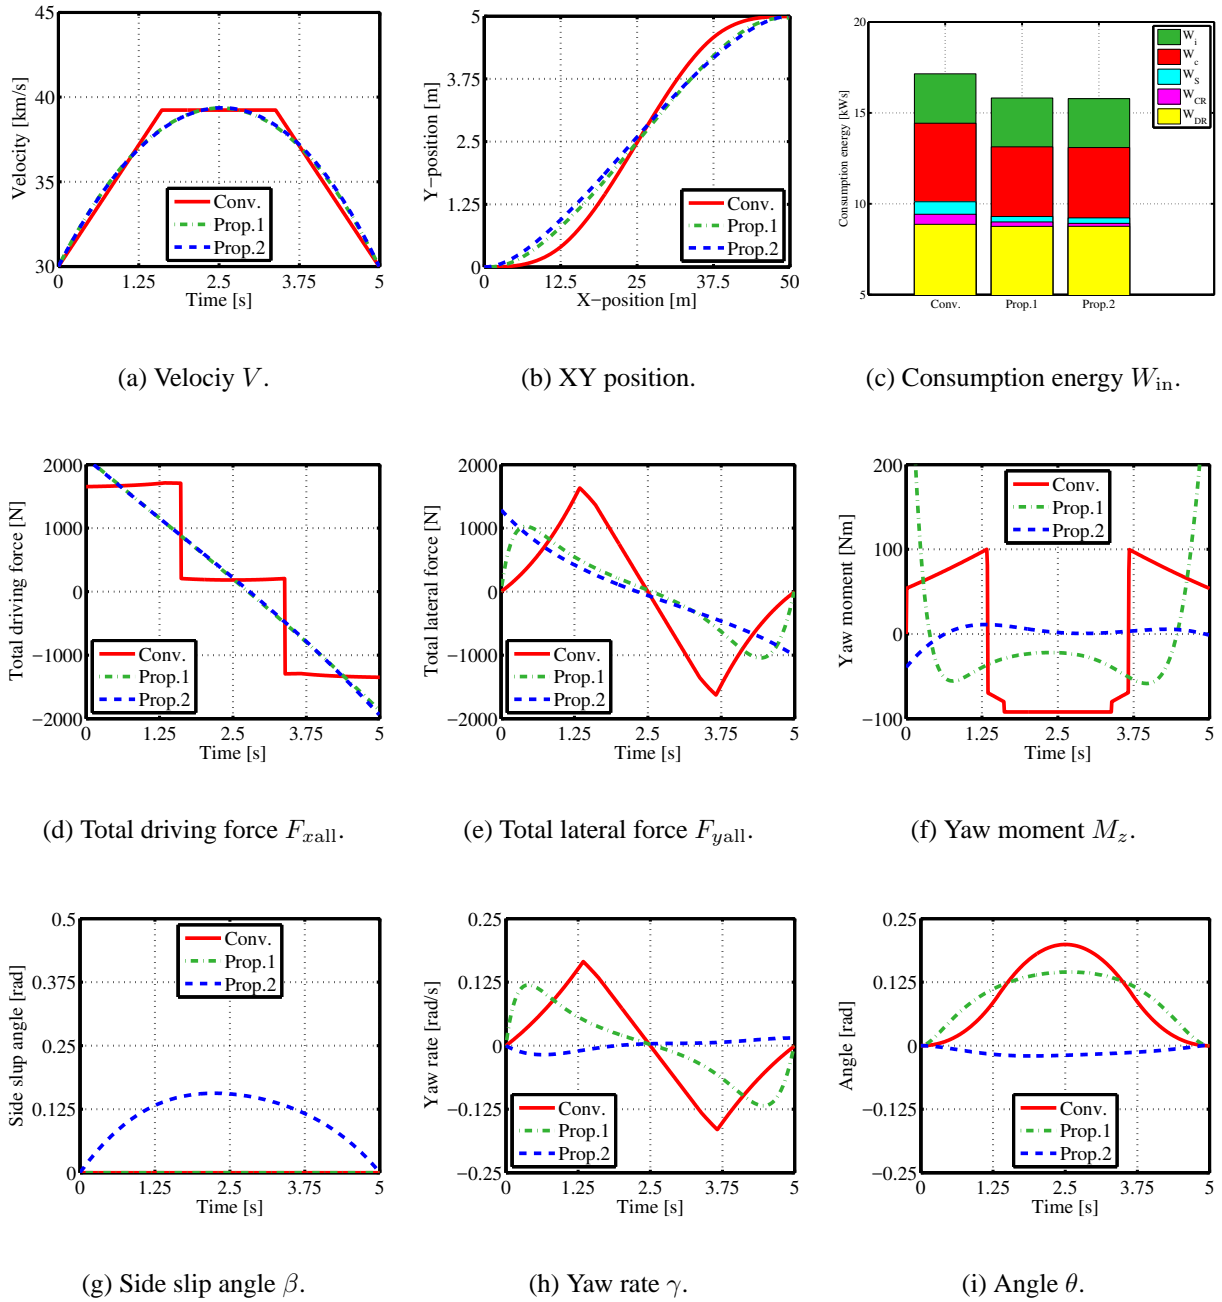 Velocity [km/s]
40
35
30
0
1.25
2.5
3.75
5
Time [s]
Conv.
Prop.1
Prop.2
(a) Velociy V.
Y−position [m]
5
3.75
2.5
1.25
0
0
12.5
25
37.5
50
X−position [m]
Conv.
Prop.1
Prop.2
(b) XY position.
Consumption energy [kWs]
20
15
10
5
Conv.
Prop.1
Prop.2
W_i
W_c
W_S
W_CR
W_DR
(c) Consumption energy W_in.
Total driving force [N]
2000
1000
0
−1000
−2000
0
1.25
2.5
3.75
5
Time [s]
Conv.
Prop.1
Prop.2
(d) Total driving force F_xall.
Total lateral force [N]
2000
1000
0
−1000
−2000
0
1.25
2.5
3.75
5
Time [s]
Conv.
Prop.1
Prop.2
(e) Total lateral force F_yall.
Yaw moment [Nm]
200
100
0
−100
0
1.25
2.5
3.75
5
Time [s]
Conv.
Prop.1
Prop.2
(f) Yaw moment M_z.
Side slup angle [rad]
0.5
0.375
0.25
0.125
0
0
1.25
2.5
3.75
5
Time [s]
Conv.
Prop.1
Prop.2
(g) Side slip angle β.
Yaw rate [rad/s]
0.25
0.125
0
−0.125
−0.25
0
1.25
2.5
3.75
5
Time [s]
Conv.
Prop.1
Prop.2
(h) Yaw rate γ.
Angle [rad]
0.25
0.125
0
−0.125
−0.25
0
1.25
2.5
3.75
5
Time [s]
Conv.
Prop.1
Prop.2
(i) Angle θ.